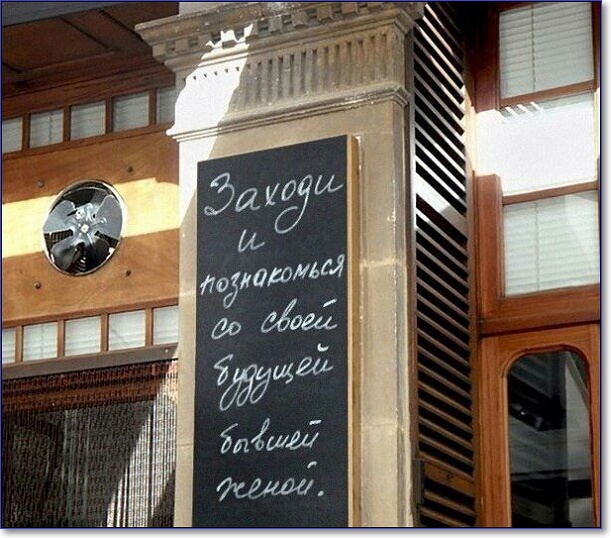 Заходи
и
познакомься
со своей
будущей
бывшей
женой.